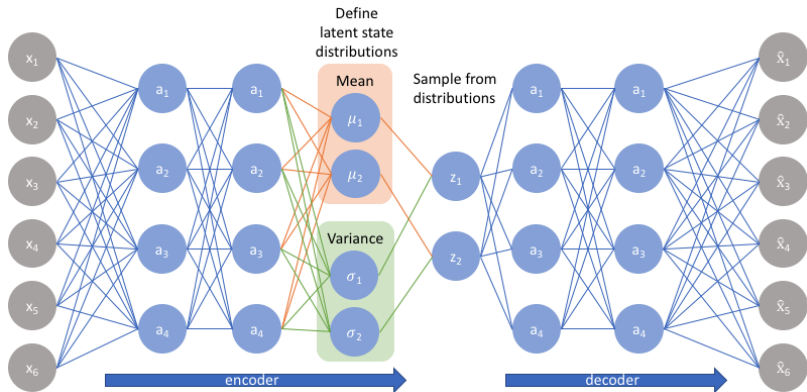 Define
latent state
distributions
Mean
Sample from
distributions
Variance
x₁
x₂
x₃
x₄
x₅
x₆
a₁
a₂
a₃
a₄
a₁
a₂
a₃
a₄
μ₁
μ₂
σ₁
σ₂
z₁
z₂
a₁
a₂
a₃
a₄
a₁
a₂
a₃
a₄
x̂₁
x̂₂
x̂₃
x̂₄
x̂₅
x̂₆
encoder
decoder